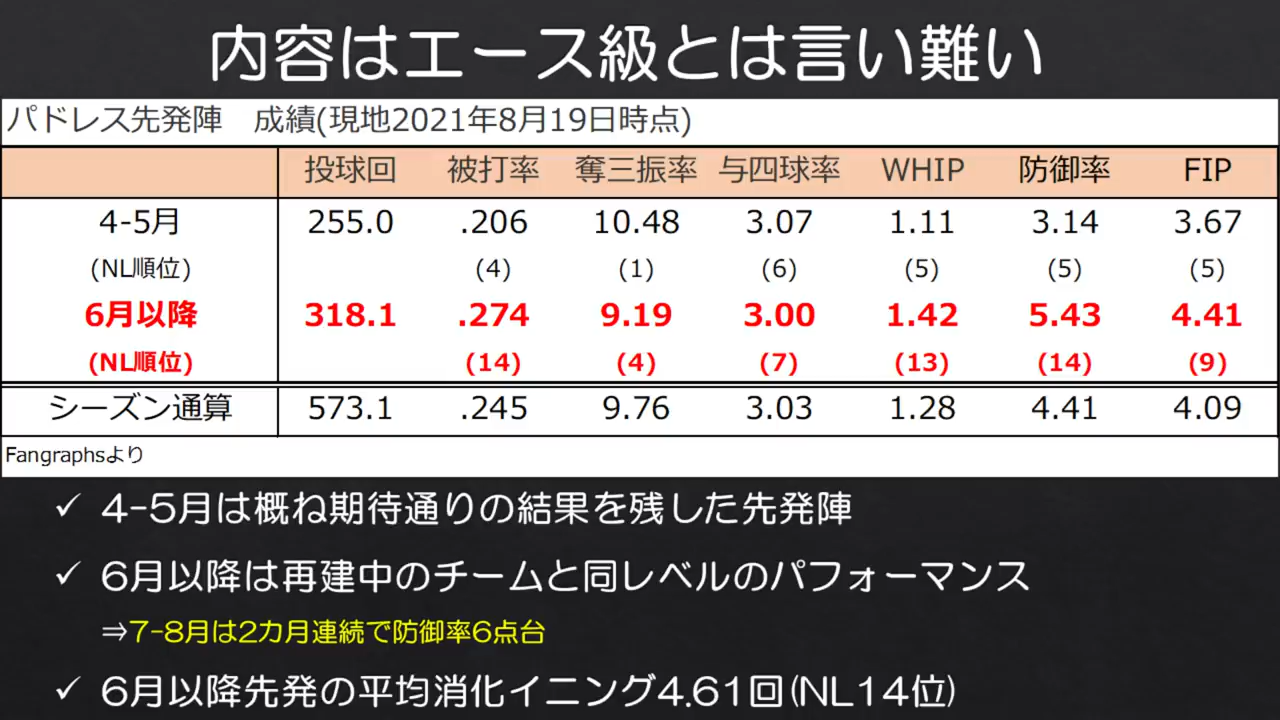 内容はエース級とは言い難い
パドレス先発陣　成績(現地2021年8月19日時点)
投球回 被打率 奪三振率 与四球率 WHIP 防御率 FIP
4-5月 255.0 .206 10.48 3.07 1.11 3.14 3.67
(NL順位) (4) (1) (6) (5) (5) (5)
6月以降 318.1 .274 9.19 3.00 1.42 5.43 4.41
(NL順位) (14) (4) (7) (13) (14) (9)
シーズン通算 573.1 .245 9.76 3.03 1.28 4.41 4.09
Fangraphsより
✓ 4-5月は概ね期待通りの結果を残した先発陣
✓ 6月以降は再建中のチームと同レベルのパフォーマンス
⇒7-8月は2カ月連続で防御率6点台
✓ 6月以降先発の平均消化イニング4.61回(NL14位)